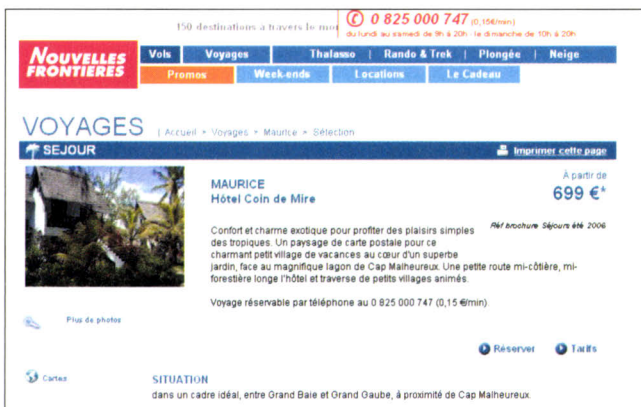 150 destinations a travers le mo
0 825 000 747 (0,15€/min)
du lundi au samedi de 9h à 20h - le dimanche de 10h à 20h
NOUVELLES FRONTIERES
Vols Voyages Thalasso | Rando & Trek | Plongée | Neige
Promos Week-ends Locations Le Cadeau
VOYAGES | Accueil > Voyages > Maurice > Sélection
SEJOUR Imprimer cette page
MAURICE
Hôtel Coin de Mire
À partir de
699 €*
Réf brochure Séjours été 2006
Confort et charme exotique pour profiter des plaisirs simples
des tropiques. Un paysage de carte postale pour ce
charmant petit village de vacances au cœur d'un superbe
jardin, face au magnifique lagon de Cap Malheureux. Une petite route mi-côtière, mi-
forestière longe l'hôtel et traverse de petits villages animés.
Voyage réservable par téléphone au 0 825 000 747 (0,15 €/min).
Plus de photos
Réserver Tarifs
Cartes
SITUATION
dans un cadre idéal, entre Grand Baie et Grand Gaube, à proximité de Cap Malheureux.